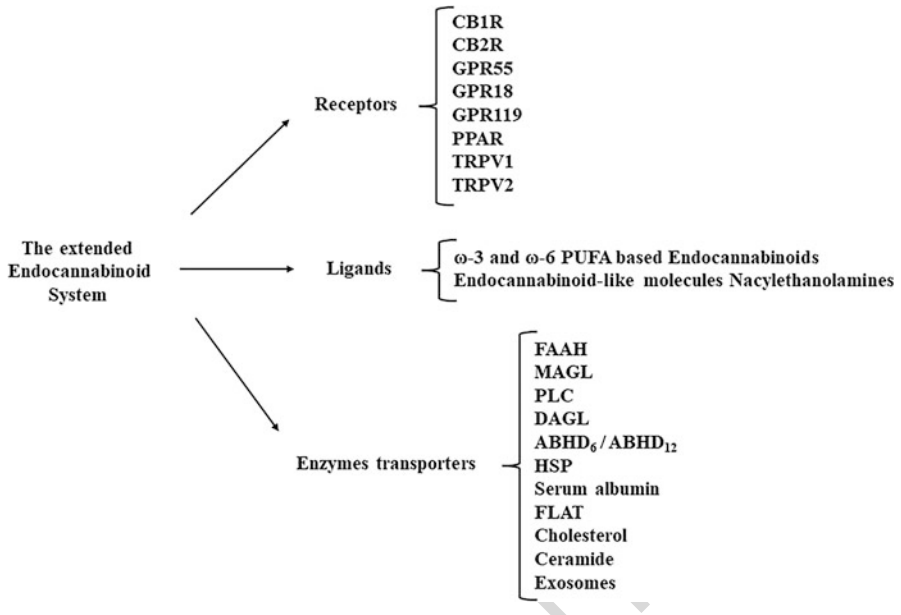 The extended
Endocannabinoid
System
Receptors
CB1R
CB2R
GPR55
GPR18
GPR119
PPAR
TRPV1
TRPV2
Ligands
ω-3 and ω-6 PUFA based Endocannabinoids
Endocannabinoid-like molecules Nacylethanolamines
Enzymes transporters
FAAH
MAGL
PLC
DAGL
ABHD₆ / ABHD₁₂
HSP
Serum albumin
FLAT
Cholesterol
Ceramide
Exosomes